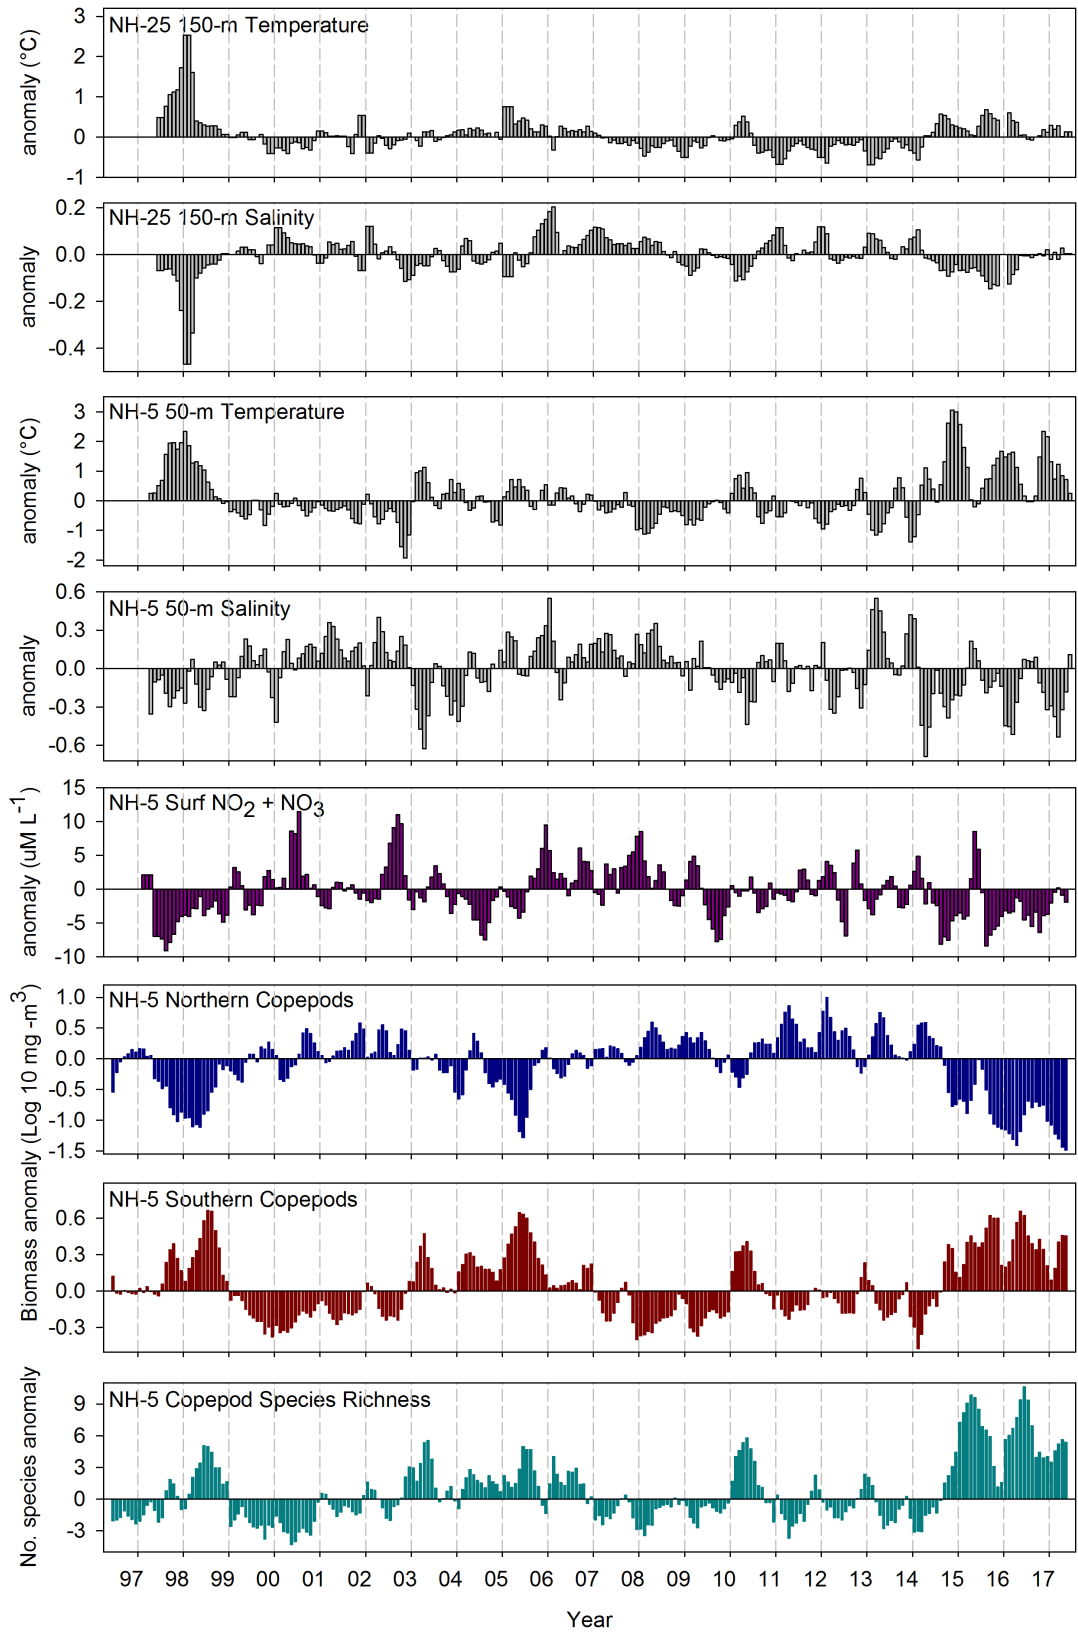 NH-25 150-m Temperature
anomaly (°C)
3
2
1
0
-1
NH-25 150-m Salinity
anomaly
0.2
0.0
-0.2
-0.4
NH-5 50-m Temperature
anomaly (°C)
3
2
1
0
-1
-2
NH-5 50-m Salinity
anomaly
0.6
0.3
0.0
-0.3
-0.6
NH-5 Surf NO2 + NO3
anomaly (uM L-1)
15
10
5
0
-5
-10
NH-5 Northern Copepods
Biomass anomaly (Log 10 mg -m3)
1.0
0.5
0.0
-0.5
-1.0
-1.5
NH-5 Southern Copepods
0.6
0.3
0.0
-0.3
NH-5 Copepod Species Richness
No. species anomaly
9
6
3
0
-3
97 98 99 00 01 02 03 04 05 06 07 08 09 10 11 12 13 14 15 16 17
Year